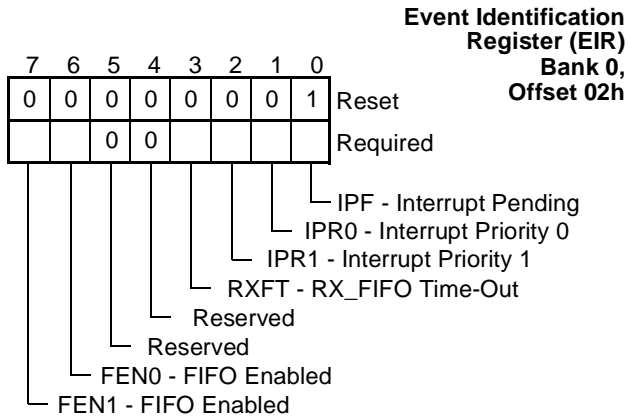 Event Identification
Register (EIR)
Bank 0,
Offset 02h
7 6 5 4 3 2 1 0
0 0 0 0 0 0 0 1 Reset
0 0 Required
IPF - Interrupt Pending
IPR0 - Interrupt Priority 0
IPR1 - Interrupt Priority 1
RXFT - RX_FIFO Time-Out
Reserved
Reserved
FEN0 - FIFO Enabled
FEN1 - FIFO Enabled